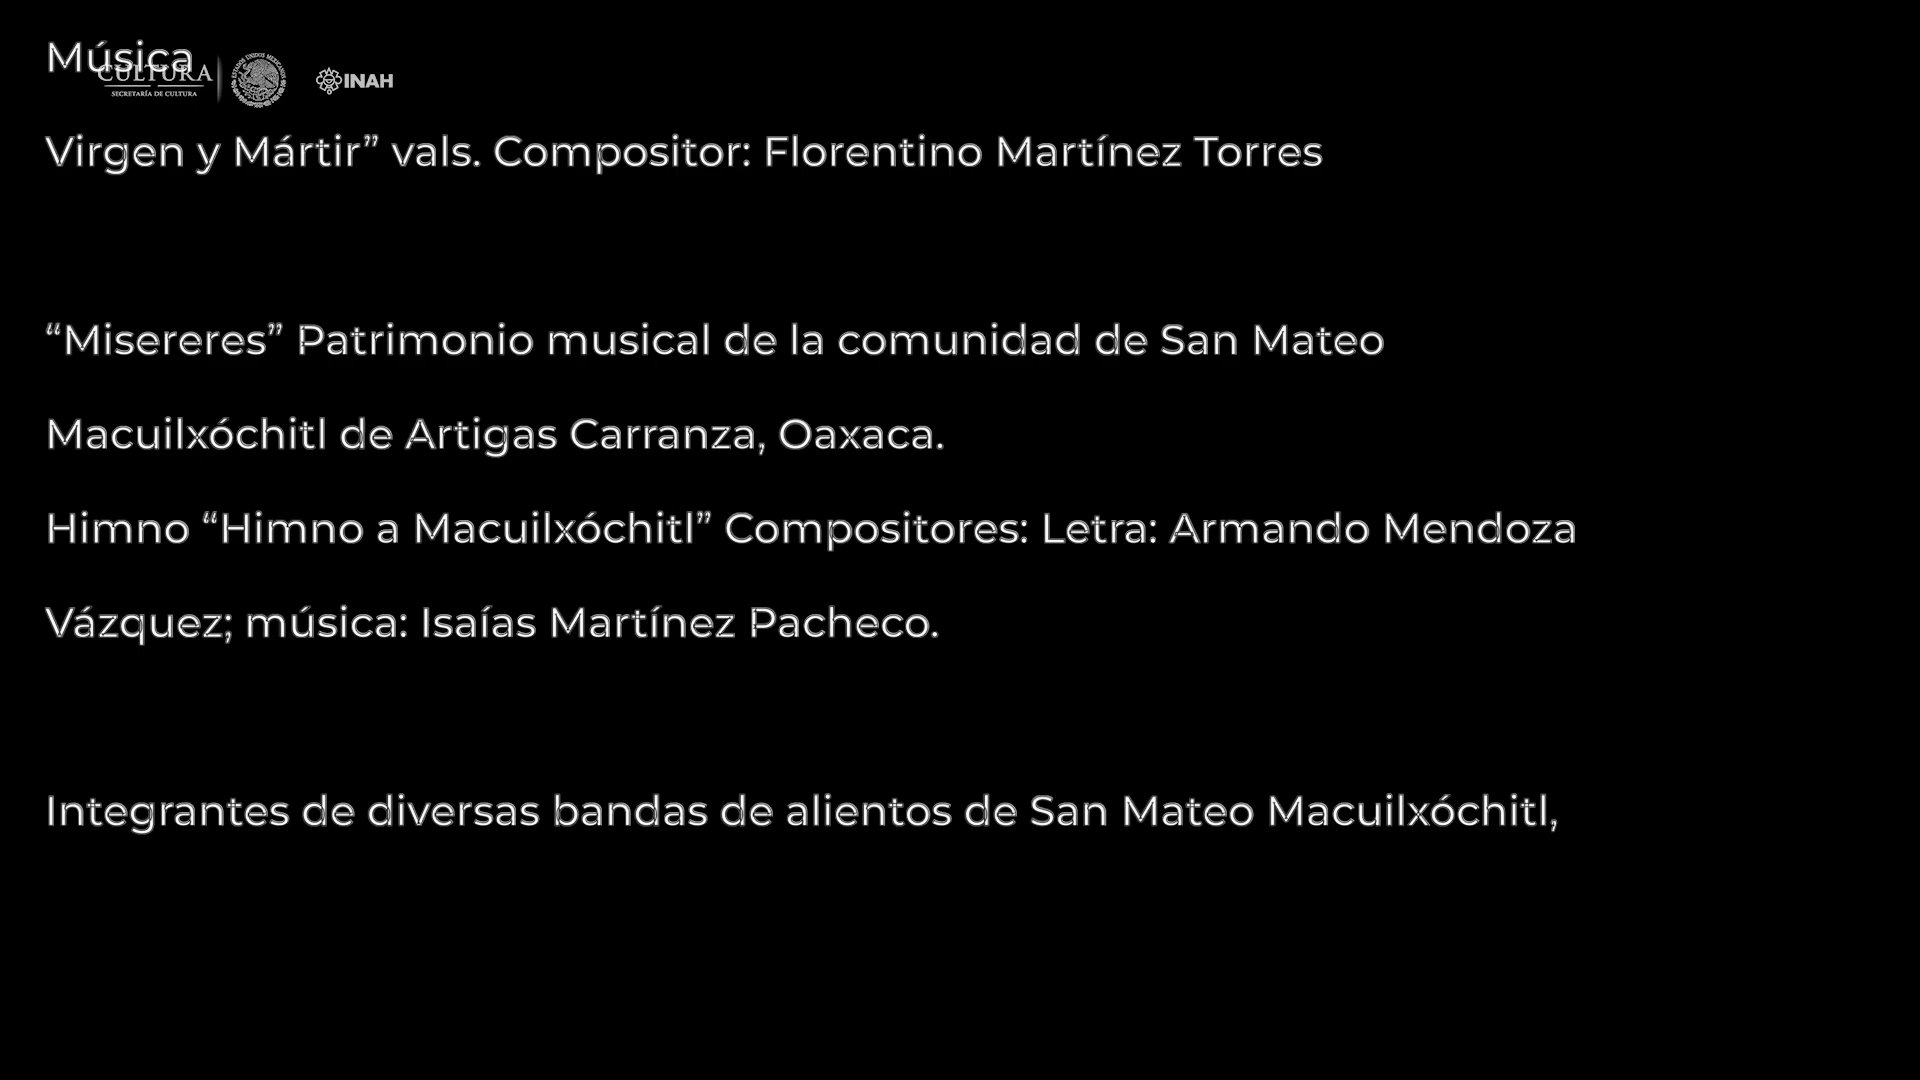 Música
CULTURA
SECRETARÍA DE CULTURA
INAH
Virgen y Mártir” vals. Compositor: Florentino Martínez Torres
“Misereres” Patrimonio musical de la comunidad de San Mateo
Macuilxóchitl de Artigas Carranza, Oaxaca.
Himno “Himno a Macuilxóchitl” Compositores: Letra: Armando Mendoza
Vázquez; música: Isaías Martínez Pacheco.
Integrantes de diversas bandas de alientos de San Mateo Macuilxóchitl,